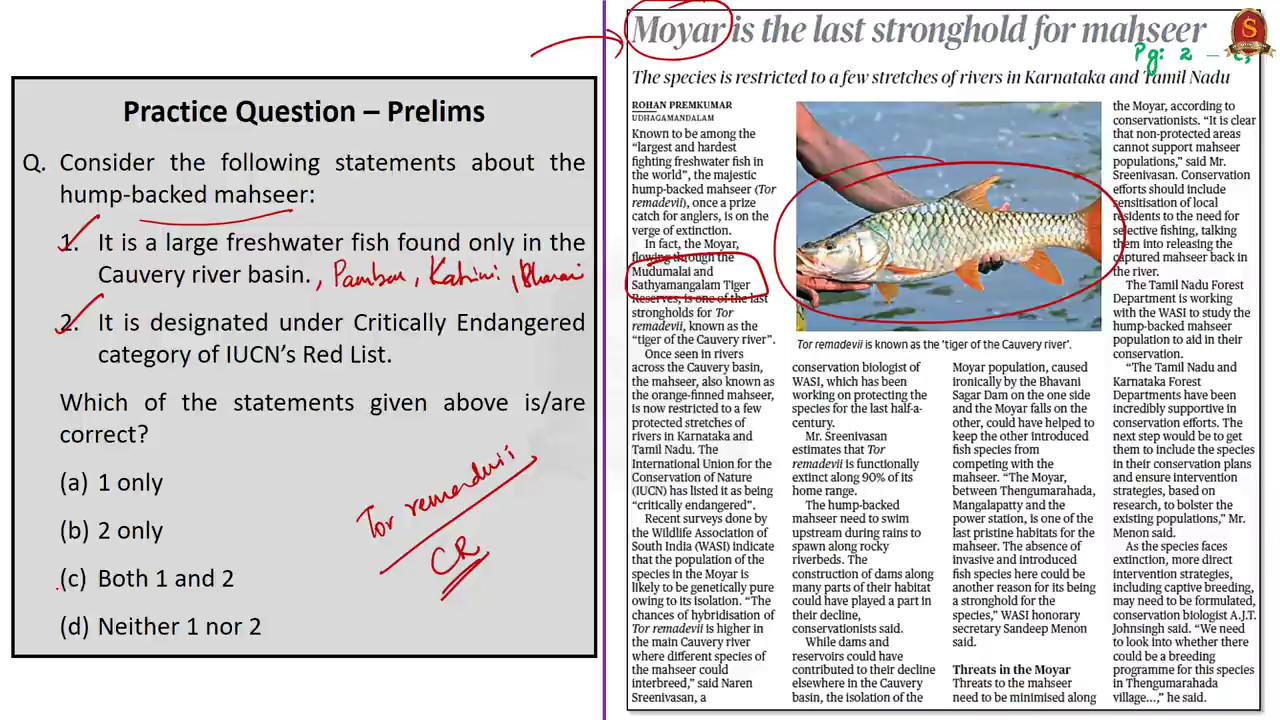 Practice Question – Prelims
Q. Consider the following statements about the
hump-backed mahseer:
1. It is a large freshwater fish found only in the
Cauvery river basin. , Pambar, Kabini, Bhavani
2. It is designated under Critically Endangered
category of IUCN's Red List.
Which of the statements given above is/are
correct?
(a) 1 only
(b) 2 only
(c) Both 1 and 2
(d) Neither 1 nor 2
Tor remadevii
CR
Moyar is the last stronghold for mahseer
Pg: 2 –
The species is restricted to a few stretches of rivers in Karnataka and Tamil Nadu
ROHAN PREMKUMAR
UDHAGAMANDALAM
Known to be among the
"largest and hardest
fighting freshwater fish in
the world", the majestic
hump-backed mahseer (Tor
remadevii), once a prize
catch for anglers, is on the
verge of extinction.
In fact, the Moyar,
flowing through the
Mudumalai and
Sathyamangalam Tiger
Reserves, is one of the last
strongholds for Tor
remadevii, known as the
"tiger of the Cauvery river".
Once seen in rivers
across the Cauvery basin,
the mahseer, also known as
the orange-finned mahseer,
is now restricted to a few
protected stretches of
rivers in Karnataka and
Tamil Nadu. The
International Union for the
Conservation of Nature
(IUCN) has listed it as being
"critically endangered".
Recent surveys done by
the Wildlife Association of
South India (WASI) indicate
that the population of the
species in the Moyar is
likely to be genetically pure
owing to its isolation. "The
chances of hybridisation of
Tor remadevii is higher in
the main Cauvery river
where different species of
the mahseer could
interbreed," said Naren
Sreenivasan, a
Tor remadevii is known as the 'tiger of the Cauvery river'.
conservation biologist of
WASI, which has been
working on protecting the
species for the last half-a-
century.
Mr. Sreenivasan
estimates that Tor
remadevii is functionally
extinct along 90% of its
home range.
The hump-backed
mahseer need to swim
upstream during rains to
spawn along rocky
riverbeds. The
construction of dams along
many parts of their habitat
could have played a part in
their decline,
conservationists said.
While dams and
reservoirs could have
contributed to their decline
elsewhere in the Cauvery
basin, the isolation of the
Moyar population, caused
ironically by the Bhavani
Sagar Dam on the one side
and the Moyar falls on the
other, could have helped to
keep the other introduced
fish species from
competing with the
mahseer. "The Moyar,
between Thengumarahada,
Mangalapatty and the
power station, is one of the
last pristine habitats for the
mahseer. The absence of
invasive and introduced
fish species here could be
another reason for its being
a stronghold for the
species," WASI honorary
secretary Sandeep Menon
said.
Threats in the Moyar
Threats to the mahseer
need to be minimised along
the Moyar, according to
conservationists. "It is clear
that non-protected areas
cannot support mahseer
populations," said Mr.
Sreenivasan. Conservation
efforts should include
sensitisation of local
residents to the need for
selective fishing, talking
them into releasing the
captured mahseer back in
the river.
The Tamil Nadu Forest
Department is working
with the WASI to study the
hump-backed mahseer
population to aid in their
conservation.
"The Tamil Nadu and
Karnataka Forest
Departments have been
incredibly supportive in
conservation efforts. The
next step would be to get
them to include the species
in their conservation plans
and ensure intervention
strategies, based on
research, to bolster the
existing populations," Mr.
Menon said.
As the species faces
extinction, more direct
intervention strategies,
including captive breeding,
may need to be formulated,
conservation biologist A.J.T.
Johnsingh said. "We need
to look into whether there
could be a breeding
programme for this species
in Thengumarahada
village...," he said.